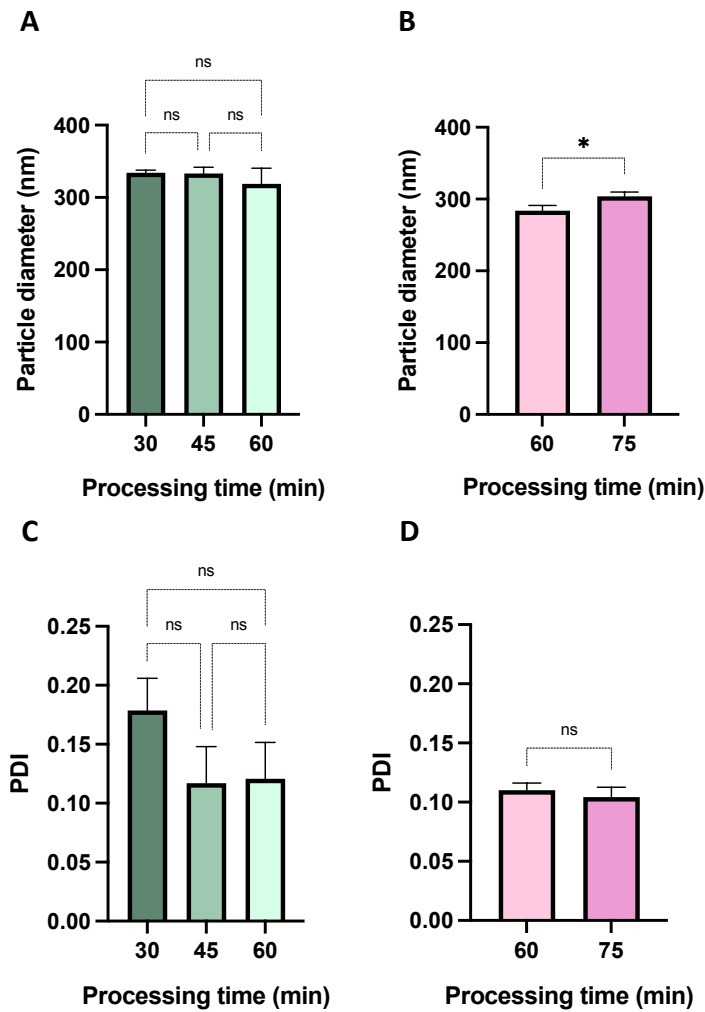 A
ns
ns ns
Particle diameter (nm)
400
300
200
100
0
30 45 60
Processing time (min)
B
*
Particle diameter (nm)
400
300
200
100
0
60 75
Processing time (min)
C
ns
ns ns
PDI
0.25
0.20
0.15
0.10
0.05
0.00
30 45 60
Processing time (min)
D
ns
PDI
0.25
0.20
0.15
0.10
0.05
0.00
60 75
Processing time (min)